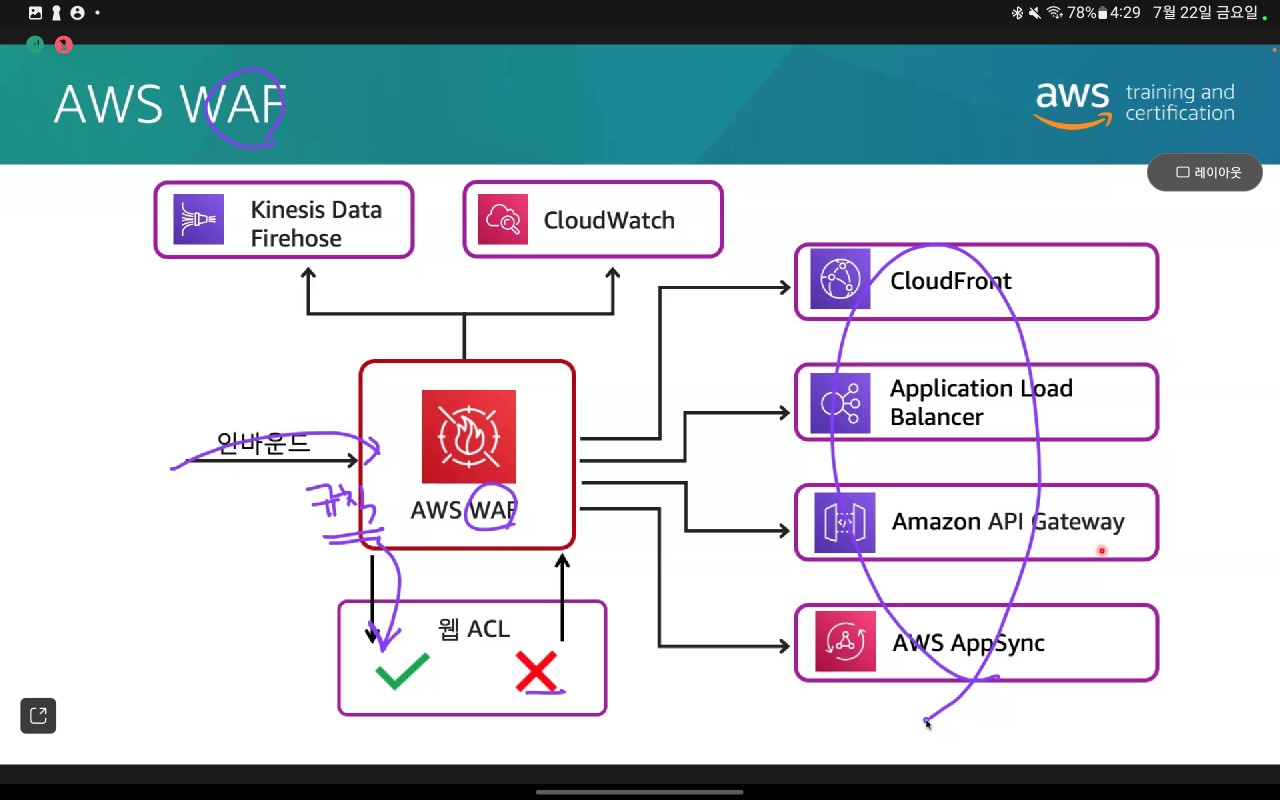 78% 4:29 7월 22일 금요일
AWS WAF
aws training and
certification
레이아웃
Kinesis Data
Firehose
CloudWatch
CloudFront
Application Load
Balancer
인바운드
규칙
AWS WAF
Amazon API Gateway
웹 ACL
AWS AppSync